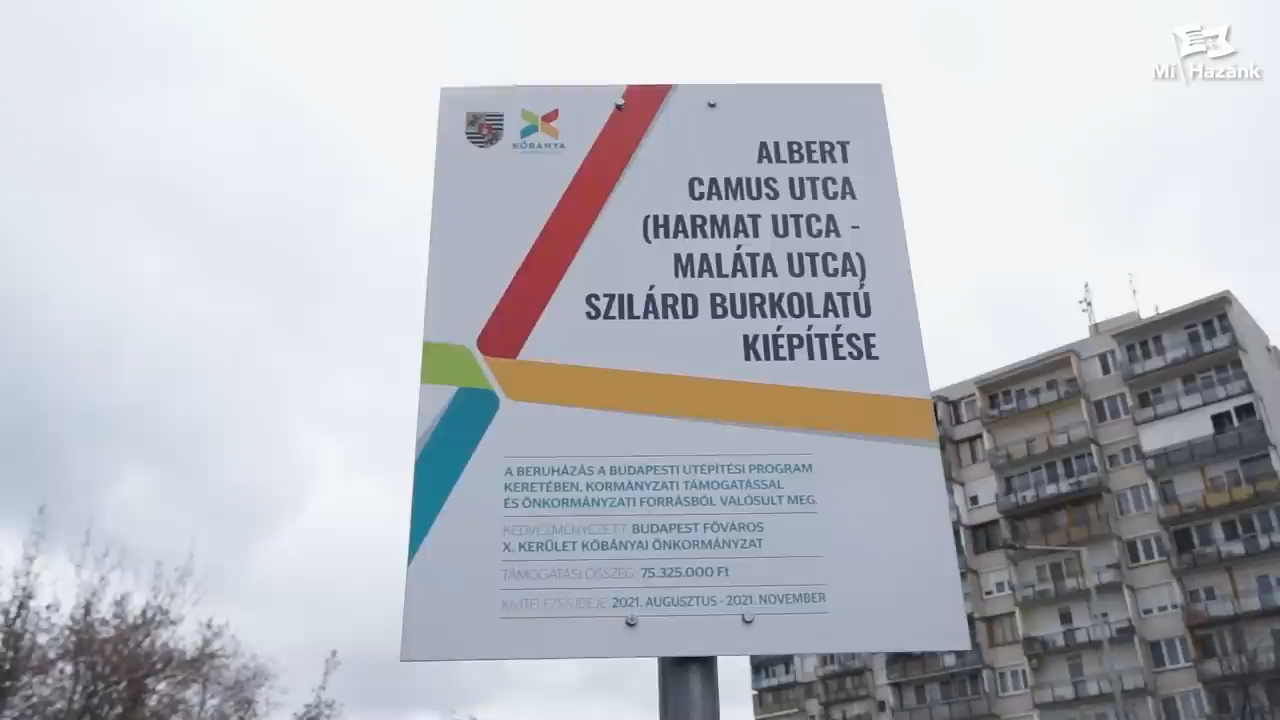 Mi Hazánk
KŐBÁNYA
ALBERT
CAMUS UTCA
(HARMAT UTCA -
MALÁTA UTCA)
SZILÁRD BURKOLATÚ
KIÉPÍTÉSE
A BERUHÁZÁS A BUDAPESTI ÚTÉPÍTÉSI PROGRAM
KERETÉBEN, KORMÁNYZATI TÁMOGATÁSSAL
ÉS ÖNKORMÁNYZATI FORRÁSBÓL VALÓSULT MEG.
KEDVEZMÉNYEZETT: BUDAPEST FŐVÁROS
X. KERÜLET KŐBÁNYAI ÖNKORMÁNYZAT
TÁMOGATÁSI ÖSSZEG: 75.325.000 Ft
KIVITELEZÉS IDEJE: 2021. AUGUSZTUS - 2021. NOVEMBER